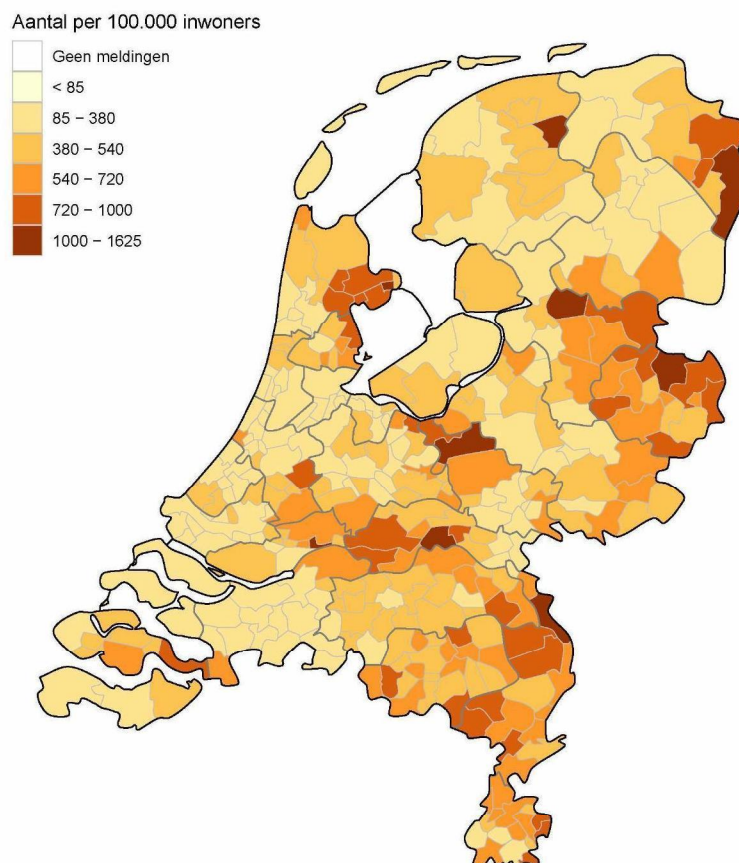 Aantal per 100.000 inwoners
Geen meldingen
< 85
85 – 380
380 – 540
540 – 720
720 – 1000
1000 – 1625